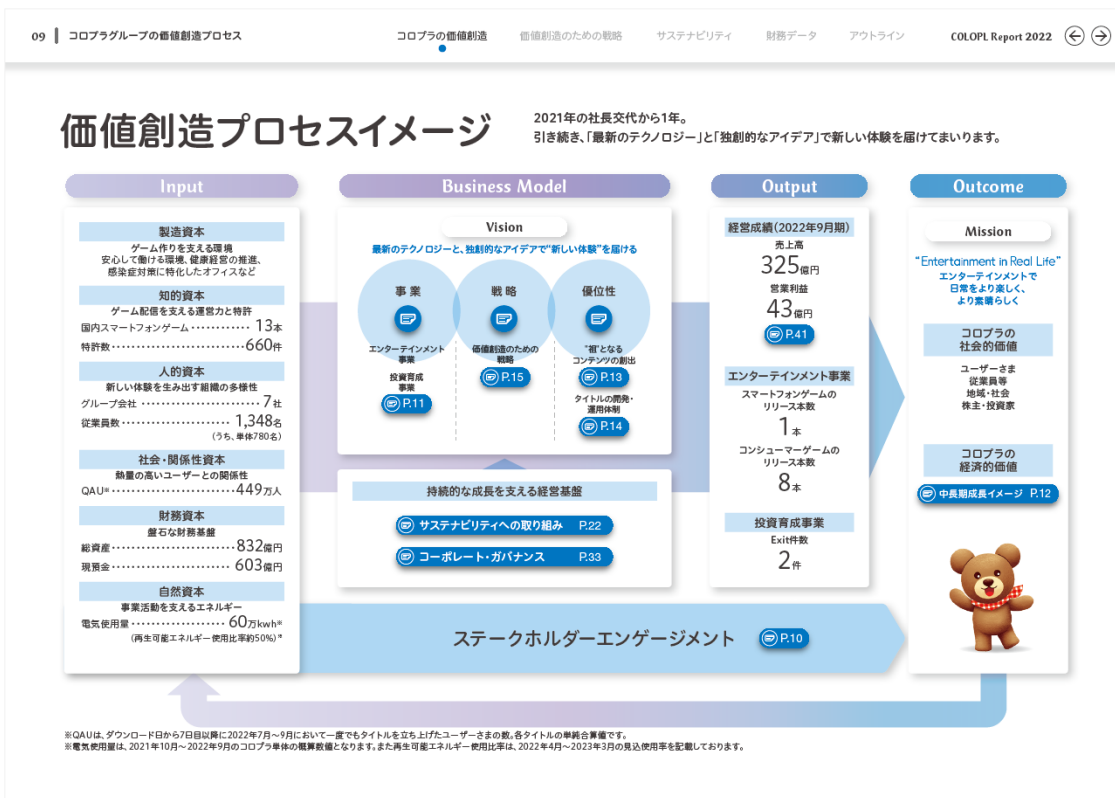 09 コロプラグループの価値創造プロセス
コロプラの価値創造 価値創造のための戦略 サステナビリティ 財務データ アウトライン
COLOPL Report 2022
価値創造プロセスイメージ
2021年の社長交代から1年。
引き続き、「最新のテクノロジー」と「独創的なアイデア」で新しい体験を届けてまいります。
Input
製造資本
ゲーム作りを支える環境
安心して働ける環境、健康経営の推進、
感染症対策に特化したオフィスなど
知的資本
ゲーム配信を支える運営力と特許
国内スマートフォンゲーム············13本
特許数····················660件
人的資本
新しい体験を生み出す組織の多様性
グループ会社····················7社
従業員数················1,348名
(うち、単体780名)
社会・関係性資本
熱量の高いユーザーとの関係性
QAU※····················449万人
財務資本
盤石な財務基盤
総資産················832億円
現預金················603億円
自然資本
事業活動を支えるエネルギー
電気使用量················60万kwh※
(再生可能エネルギー使用比率約50%)※
Business Model
Vision
最新のテクノロジーと、独創的なアイデアで“新しい体験”を届ける
事業
エンターテインメント
事業
投資育成
事業
P.11
戦略
価値創造のための
戦略
P.15
優位性
“祖”となる
コンテンツの創出
P.13
タイトルの開発・
運用体制
P.14
持続的な成長を支える経営基盤
サステナビリティへの取り組み P.22
コーポレート・ガバナンス P.33
Output
経営成績(2022年9月期)
売上高
325億円
営業利益
43億円
P.41
エンターテインメント事業
スマートフォンゲームの
リリース本数
1本
コンシューマーゲームの
リリース本数
8本
投資育成事業
Exit件数
2件
Outcome
Mission
“Entertainment in Real Life”
エンターテインメントで
日常をより楽しく、
より素晴らしく
コロプラの
社会的価値
ユーザーさま
従業員等
地域・社会
株主・投資家
コロプラの
経済的価値
中長期成長イメージ P.12
ステークホルダーエンゲージメント P.10
※QAUは、ダウンロード日から7日目以降に2022年7月～9月において一度でもタイトルを立ち上げたユーザーさまの数。各タイトルの単純合算値です。
※電気使用量は、2021年10月～2022年9月のコロプラ単体の概算数値となります。また再生可能エネルギー使用比率は、2022年4月～2023年3月の見込使用率を記載しております。